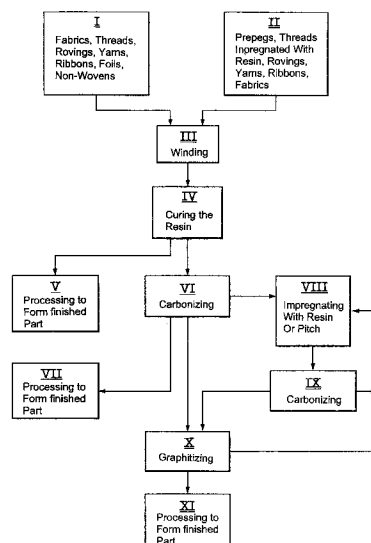 I
Fabrics, Threads,
Rovings, Yarns,
Ribbons, Foils,
Non-Wovens
II
Prepegs, Threads
Inpregnated With
Resin, Rovings,
Yarns, Ribbons,
Fabrics
III
Winding
IV
Curing the
Resin
V
Processing to
Form finished
Part
VI
Carbonizing
VIII
Impregnating
With Resin
Or Pitch
VII
Processing to
Form finished
Part
IX
Carbonizing
X
Graphitizing
XI
Processing to
Form finished
Part